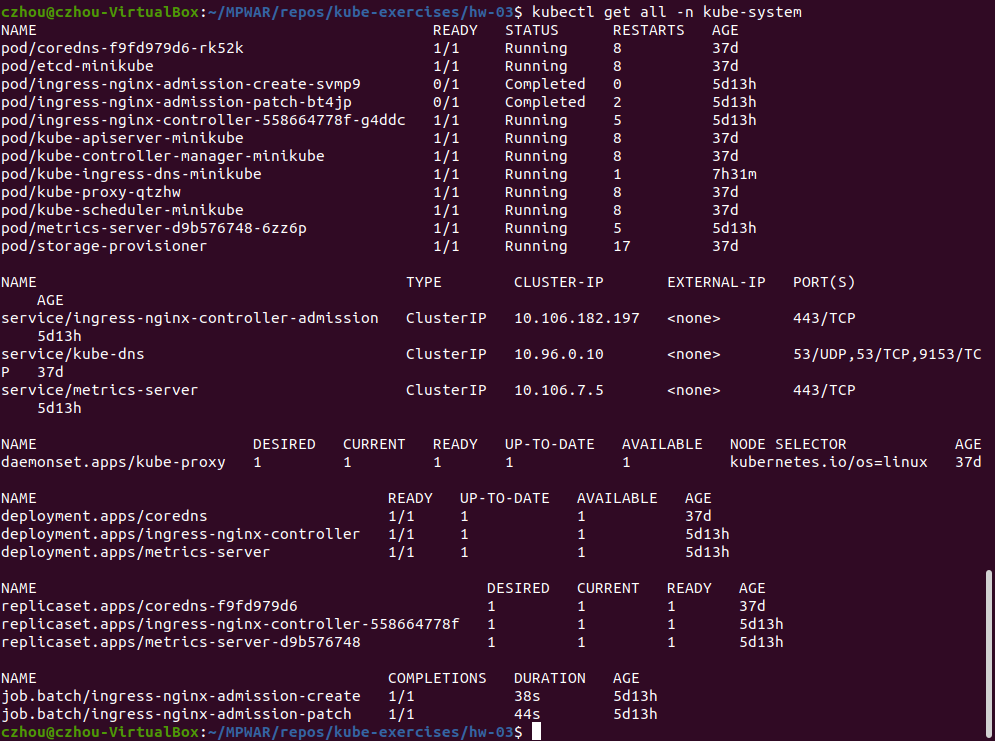 czhou@czhou-VirtualBox:~/MPWAR/repos/kube-exercises/hw-03$ kubectl get all -n kube-system
NAME                                            READY   STATUS      RESTARTS   AGE
pod/coredns-f9fd979d6-rk52k                     1/1     Running     8          37d
pod/etcd-minikube                               1/1     Running     8          37d
pod/ingress-nginx-admission-create-svmp9        0/1     Completed   0          5d13h
pod/ingress-nginx-admission-patch-bt4jp         0/1     Completed   2          5d13h
pod/ingress-nginx-controller-558664778f-g4ddc   1/1     Running     5          5d13h
pod/kube-apiserver-minikube                     1/1     Running     8          37d
pod/kube-controller-manager-minikube            1/1     Running     8          37d
pod/kube-ingress-dns-minikube                   1/1     Running     1          7h31m
pod/kube-proxy-qtzhw                            1/1     Running     8          37d
pod/kube-scheduler-minikube                     1/1     Running     8          37d
pod/metrics-server-d9b576748-6zz6p              1/1     Running     5          5d13h
pod/storage-provisioner                         1/1     Running     17         37d

NAME                                         TYPE        CLUSTER-IP       EXTERNAL-IP   PORT(S)
    AGE
service/ingress-nginx-controller-admission   ClusterIP   10.106.182.197   <none>        443/TCP
    5d13h
service/kube-dns                             ClusterIP   10.96.0.10       <none>        53/UDP,53/TCP,9153/TC
P   37d
service/metrics-server                       ClusterIP   10.106.7.5       <none>        443/TCP
    5d13h

NAME                        DESIRED   CURRENT   READY   UP-TO-DATE   AVAILABLE   NODE SELECTOR            AGE
daemonset.apps/kube-proxy   1         1         1       1            1           kubernetes.io/os=linux   37d

NAME                                       READY   UP-TO-DATE   AVAILABLE   AGE
deployment.apps/coredns                    1/1     1            1           37d
deployment.apps/ingress-nginx-controller   1/1     1            1           5d13h
deployment.apps/metrics-server             1/1     1            1           5d13h

NAME                                                  DESIRED   CURRENT   READY   AGE
replicaset.apps/coredns-f9fd979d6                     1         1         1       37d
replicaset.apps/ingress-nginx-controller-558664778f   1         1         1       5d13h
replicaset.apps/metrics-server-d9b576748              1         1         1       5d13h

NAME                                       COMPLETIONS   DURATION   AGE
job.batch/ingress-nginx-admission-create   1/1           38s        5d13h
job.batch/ingress-nginx-admission-patch    1/1           44s        5d13h
czhou@czhou-VirtualBox:~/MPWAR/repos/kube-exercises/hw-03$